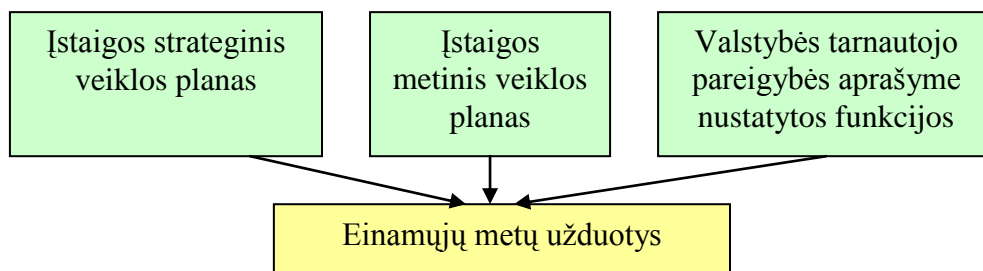 Įstaigos strateginis
veiklos planas
Įstaigos
metinis veiklos
planas
Valstybės tarnautojo
pareigybės aprašyme
nustatytos funkcijos
Einamųjų metų užduotys